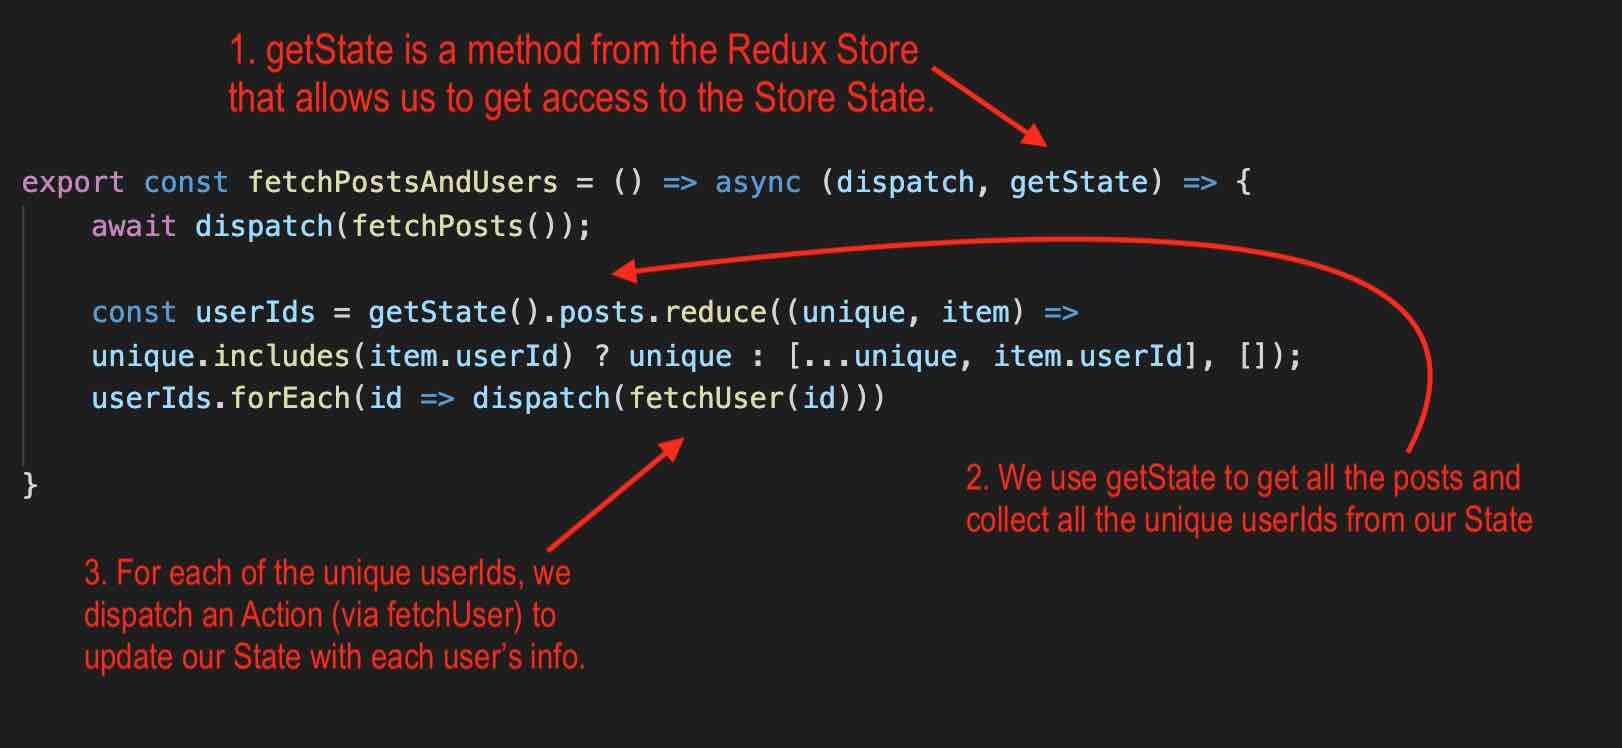 1. getState is a method from the Redux Store
that allows us to get access to the Store State.
export const fetchPostsAndUsers = () => async (dispatch, getState) => {
await dispatch(fetchPosts());
const userIds = getState().posts.reduce((unique, item) =>
unique.includes(item.userId) ? unique : [...unique, item.userId], []);
userIds.forEach(id => dispatch(fetchUser(id)))
}
2. We use getState to get all the posts and
collect all the unique userIds from our State
3. For each of the unique userIds, we
dispatch an Action (via fetchUser) to
update our State with each user's info.